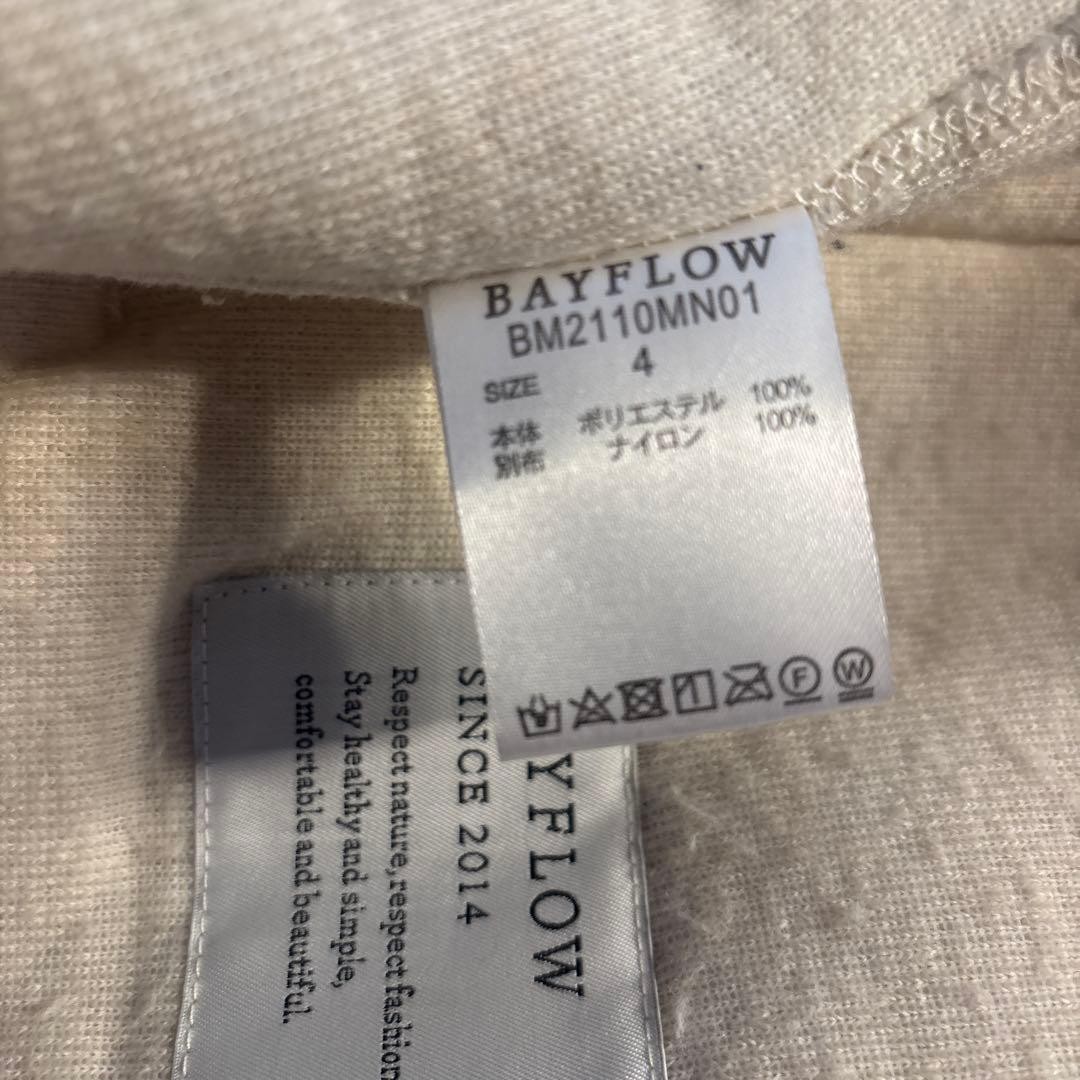 BAYFLOW
BM2110MN01
SIZE 4
本体 ポリエステル 100%
別布 ナイロン 100%
F W
YFLOW
SINCE 2014
Respect nature,respect fashion
Stay healthy and simple,
comfortable and beautiful.